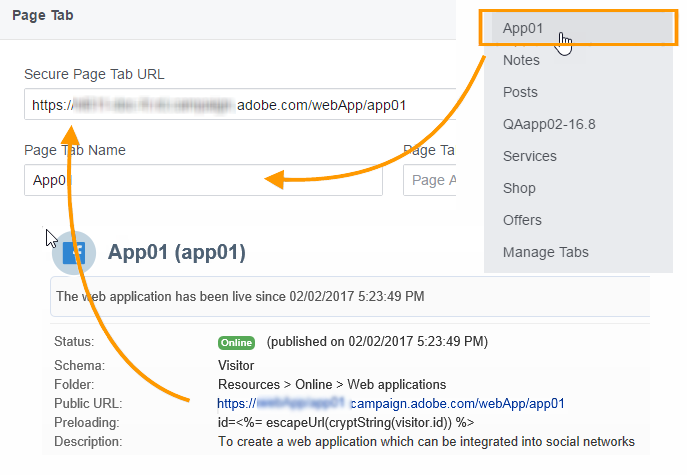 Page Tab
Secure Page Tab URL
https:// .adobe.com/webApp/app01
Page Tab Name
Page Ta
App01
Page A
App01
Notes
Posts
QAapp02-16.8
Services
Shop
Offers
Manage Tabs
App01 (app01)
The web application has been live since 02/02/2017 5:23:49 PM
Status: Online (published on 02/02/2017 5:23:49 PM)
Schema: Visitor
Folder: Resources > Online > Web applications
Public URL: https:// campaign.adobe.com/webApp/app01
Preloading: id=<%= escapeUrl(cryptString(visitor.id)) %>
Description: To create a web application which can be integrated into social networks